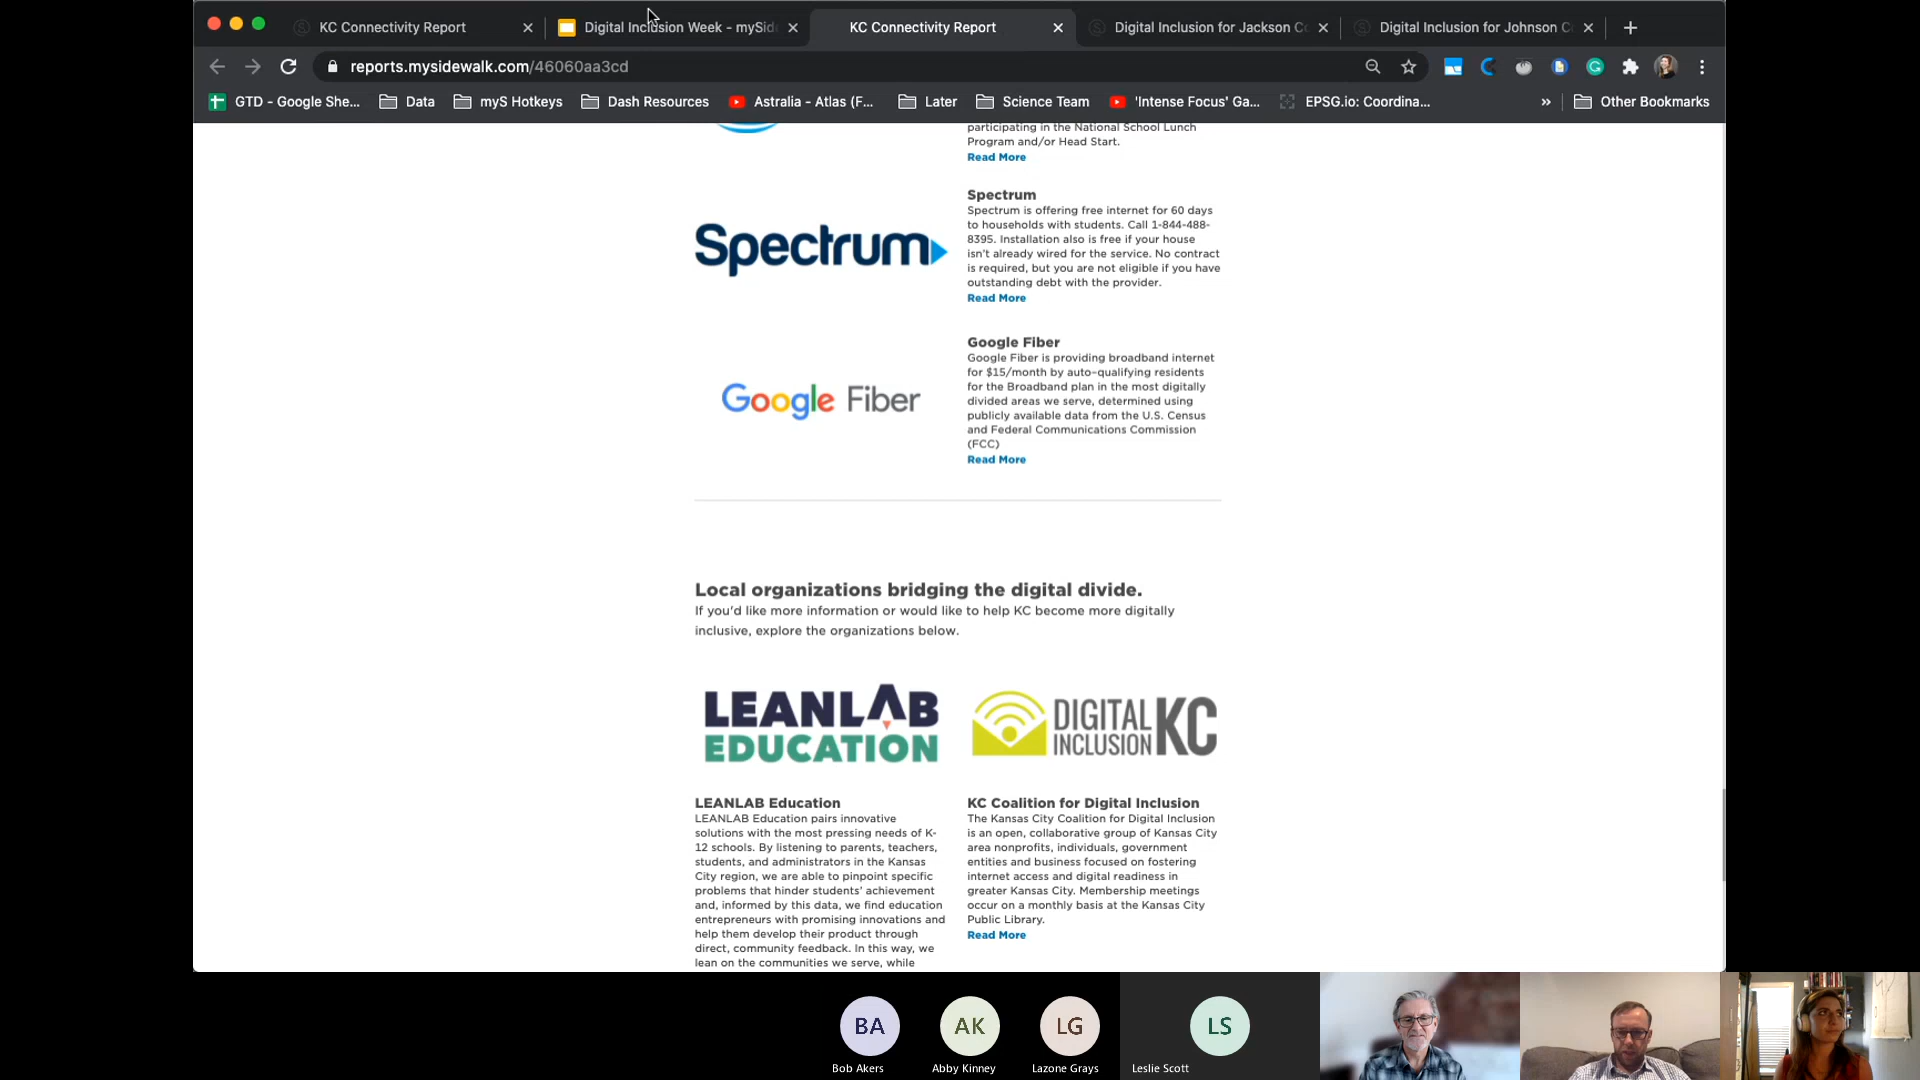 KC Connectivity Report
Digital Inclusion Week - mySide
KC Connectivity Report
Digital Inclusion for Jackson Co
Digital Inclusion for Johnson C
reports.mysidewalk.com/46060aa3cd
GTD - Google She...
Data
myS Hotkeys
Dash Resources
Astralia - Atlas (F...
Later
Science Team
'Intense Focus' Ga...
EPSG.io: Coordina...
»
Other Bookmarks
participating in the National School Lunch
Program and/or Head Start.
Read More
Spectrum
Spectrum
Spectrum is offering free internet for 60 days
to households with students. Call 1-844-488-
8395. Installation also is free if your house
isn't already wired for the service. No contract
is required, but you are not eligible if you have
outstanding debt with the provider.
Read More
Google Fiber
Google Fiber
Google Fiber is providing broadband internet
for $15/month by auto-qualifying residents
for the Broadband plan in the most digitally
divided areas we serve, determined using
publicly available data from the U.S. Census
and Federal Communications Commission
(FCC)
Read More
Local organizations bridging the digital divide.
If you'd like more information or would like to help KC become more digitally
inclusive, explore the organizations below.
LEANLAB
EDUCATION
DIGITAL
INCLUSION
KC
LEANLAB Education
LEANLAB Education pairs innovative
solutions with the most pressing needs of K-
12 schools. By listening to parents, teachers,
students, and administrators in the Kansas
City region, we are able to pinpoint specific
problems that hinder students' achievement
and, informed by this data, we find education
entrepreneurs with promising innovations and
help them develop their product through
direct, community feedback. In this way, we
lean on the communities we serve, while
KC Coalition for Digital Inclusion
The Kansas City Coalition for Digital Inclusion
is an open, collaborative group of Kansas City
area nonprofits, individuals, government
entities and business focused on fostering
internet access and digital readiness in
greater Kansas City. Membership meetings
occur on a monthly basis at the Kansas City
Public Library.
Read More
BA
AK
LG
LS
Bob Akers
Abby Kinney
Lazone Grays
Leslie Scott